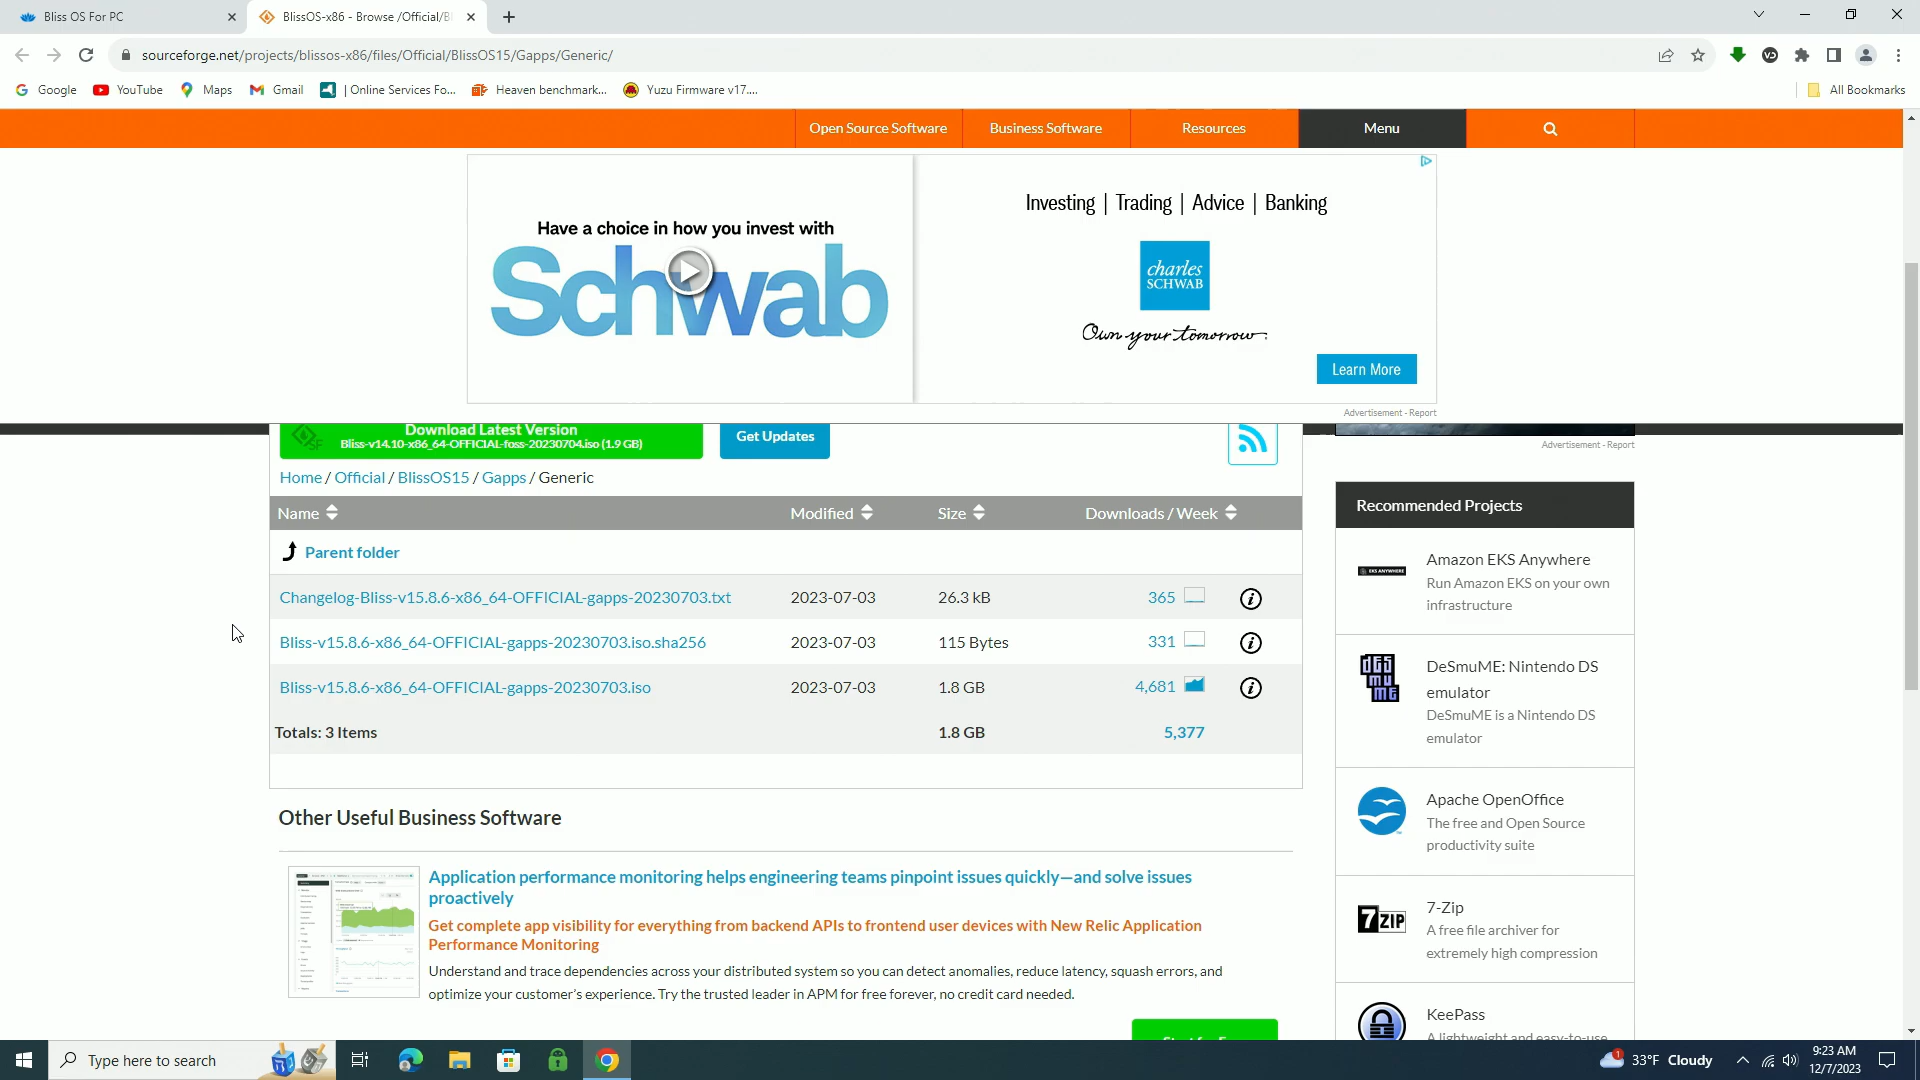 Bliss OS For PC
BlissOS-x86 - Browse /Official/Bl
sourceforge.net/projects/blissos-x86/files/Official/BlissOS15/Gapps/Generic/
Google
YouTube
Maps
Gmail
| Online Services Fo...
Heaven benchmark...
Yuzu Firmware v17....
All Bookmarks
Open Source Software
Business Software
Resources
Menu
Have a choice in how you invest with
Schwab
Investing | Trading | Advice | Banking
charles
SCHWAB
Own your tomorrow.
Learn More
Advertisement - Report
Download Latest Version
Bliss-v14.10-x86_64-OFFICIAL-foss-20230704.iso (1.9 GB)
Get Updates
Advertisement - Report
Home / Official / BlissOS15 / Gapps / Generic
Name Modified Size Downloads / Week
Parent folder
Changelog-Bliss-v15.8.6-x86_64-OFFICIAL-gapps-20230703.txt 2023-07-03 26.3 kB 365
Bliss-v15.8.6-x86_64-OFFICIAL-gapps-20230703.iso.sha256 2023-07-03 115 Bytes 331
Bliss-v15.8.6-x86_64-OFFICIAL-gapps-20230703.iso 2023-07-03 1.8 GB 4,681
Totals: 3 Items 1.8 GB 5,377
Other Useful Business Software
Application performance monitoring helps engineering teams pinpoint issues quickly—and solve issues
proactively
Get complete app visibility for everything from backend APIs to frontend user devices with New Relic Application
Performance Monitoring
Understand and trace dependencies across your distributed system so you can detect anomalies, reduce latency, squash errors, and
optimize your customer's experience. Try the trusted leader in APM for free forever, no credit card needed.
Recommended Projects
EKS ANYWHERE
Amazon EKS Anywhere
Run Amazon EKS on your own
infrastructure
DeSmuME: Nintendo DS
emulator
DeSmuME is a Nintendo DS
emulator
Apache OpenOffice
The free and Open Source
productivity suite
7ZIP
7-Zip
A free file archiver for
extremely high compression
KeePass
A lightweight and easy-to-use
Type here to search
1
33°F Cloudy
9:23 AM
12/7/2023